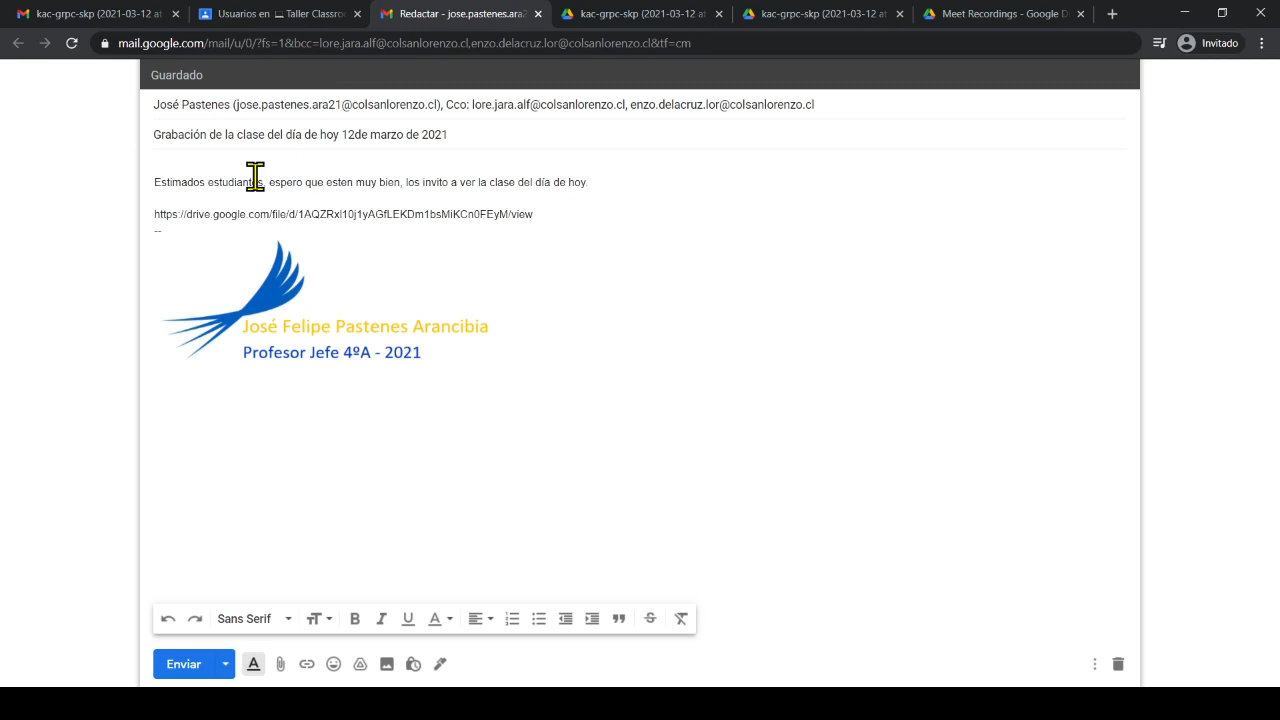 kac-grpc-skp (2021-03-12 at
Usuarios en Taller Classroo
Redactar - jose.pastenes.ara2
kac-grpc-skp (2021-03-12 at
kac-grpc-skp (2021-03-12 at
Meet Recordings - Google D
mail.google.com/mail/u/0/?fs=1&bcc=lore.jara.alf@colsanlorenzo.cl,enzo.delacruz.lor@colsanlorenzo.cl&tf=cm
Invitado
Guardado
José Pastenes (jose.pastenes.ara21@colsanlorenzo.cl), Cco: lore.jara.alf@colsanlorenzo.cl, enzo.delacruz.lor@colsanlorenzo.cl
Grabación de la clase del día de hoy 12de marzo de 2021
Estimados estudiantes, espero que esten muy bien, los invito a ver la clase del día de hoy.
https://drive.google.com/file/d/1AQZRxl10j1yAGfLEKDm1bsMiKCn0FEyM/view
--
José Felipe Pastenes Arancibia
Profesor Jefe 4ºA - 2021
Sans Serif
Enviar